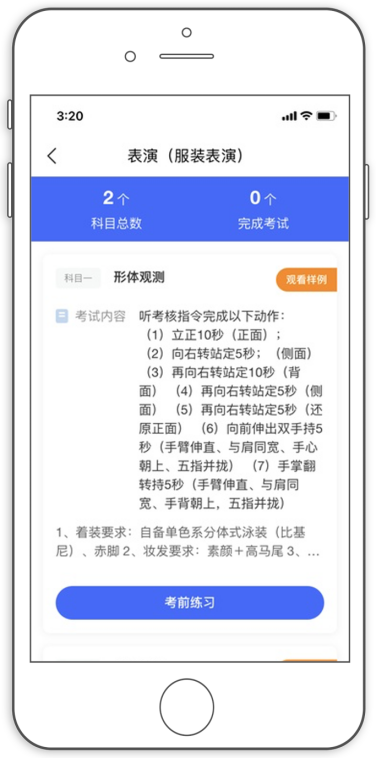 3:20
表演（服装表演）
2个
0个
科目总数
完成考试
科目一
形体观测
观看样例
考试内容
听考核指令完成以下动作：
（1）立正10秒（正面）；
（2）向右转站定5秒；（侧面）
（3）再向右转站定10秒（背
面） （4）再向右转站定5秒（侧
面） （5）再向右转站定5秒（还
原正面） （6）向前伸出双手持5
秒（手臂伸直、与肩同宽、手心
朝上、五指并拢） （7）手掌翻
转持5秒（手臂伸直、与肩同
宽、手背朝上，五指并拢）
1、着装要求：自备单色系分体式泳装（比基
尼）、赤脚 2、妆发要求：素颜＋高马尾 3、...
考前练习